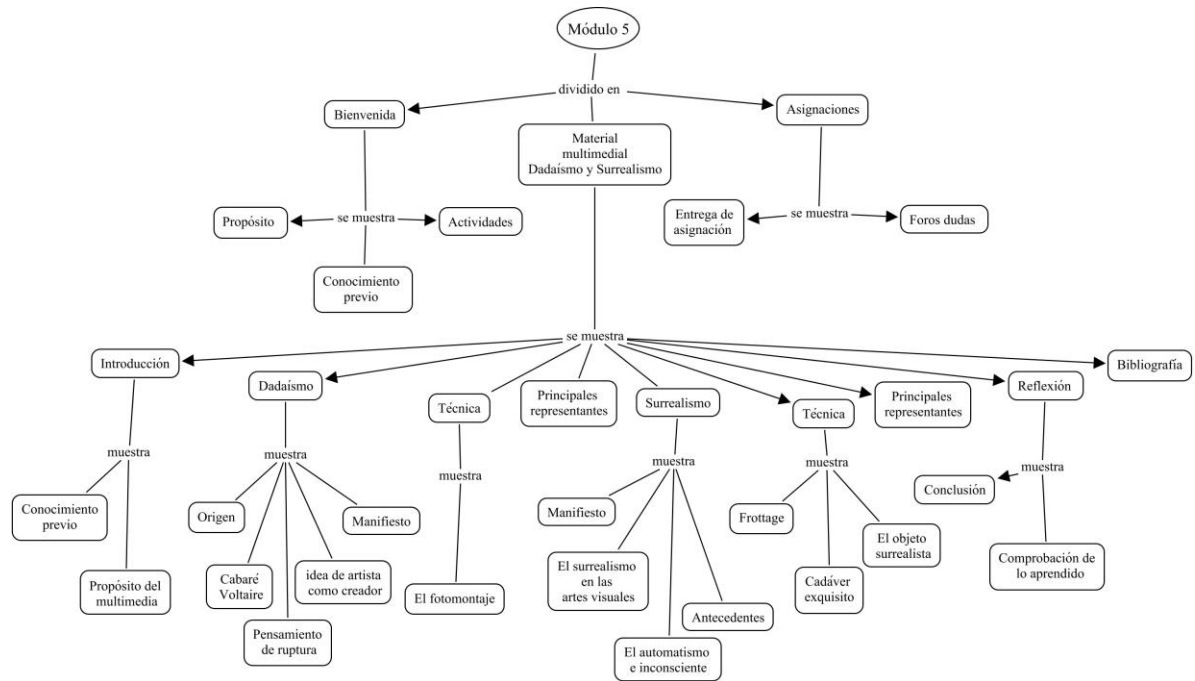 Módulo 5
dividido en
Bienvenida
Asignaciones
Material
multimedial
Dadaísmo y Surrealismo
Propósito
se muestra
Actividades
Entrega de
asignación
se muestra
Foros dudas
Conocimiento
previo
se muestra
Introducción
Dadaísmo
Técnica
Principales
representantes
Surrealismo
Técnica
Principales
representantes
Reflexión
Bibliografía
muestra
muestra
muestra
muestra
muestra
muestra
Conocimiento
previo
Propósito del
multimedia
Origen
Cabaré
Voltaire
Pensamiento
de ruptura
idea de artista
como creador
Manifiesto
El fotomontaje
Manifiesto
El surrealismo
en las
artes visuales
El automatismo
e inconsciente
Antecedentes
Frottage
Cadáver
exquisito
El objeto
surrealista
Conclusión
Comprobación de
lo aprendido